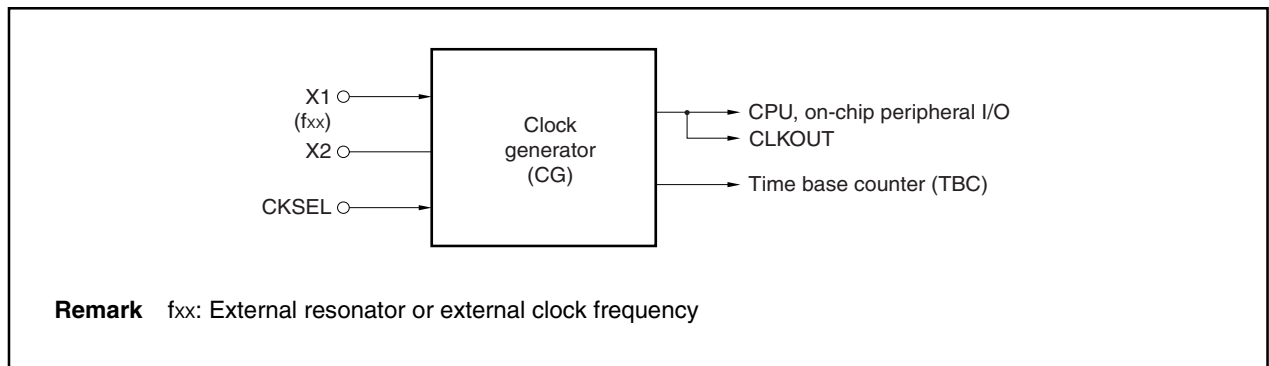 X1
(fxx)
X2
CKSEL
Clock
generator
(CG)
CPU, on-chip peripheral I/O
CLKOUT
Time base counter (TBC)
Remark fxx: External resonator or external clock frequency